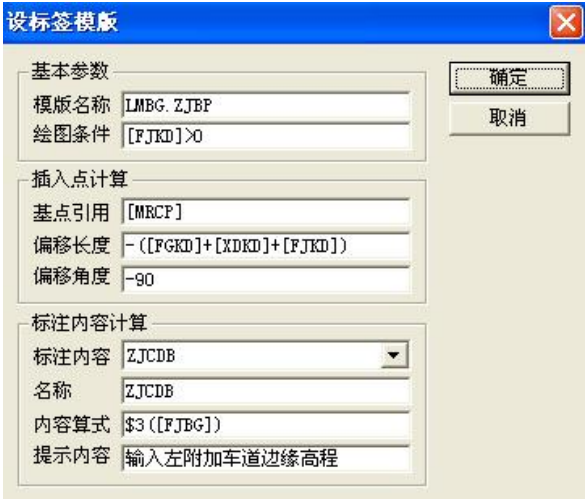 设标签模版
基本参数
确定
模版名称 LMBG.ZJBP
取消
绘图条件 [FJKD]>0
插入点计算
基点引用 [MRCP]
偏移长度 -([FGKD]+[XDKD]+[FJKD])
偏移角度 -90
标注内容计算
标注内容 ZJCDB
名称 ZJCDB
内容算式 $3([FJBG])
提示内容 输入左附加车道边缘高程